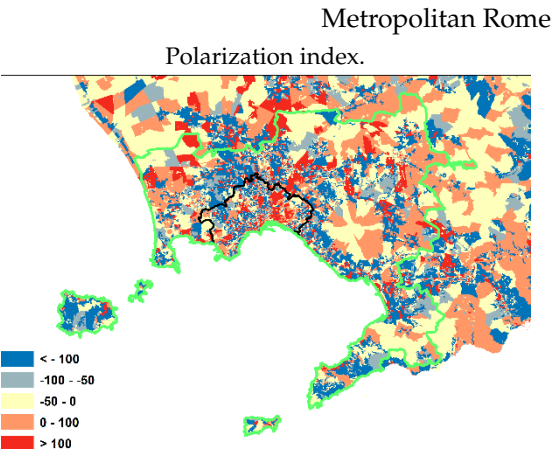 Metropolitan Rome
Polarization index.
< - 100
-100 - -50
-50 - 0
0 - 100
> 100